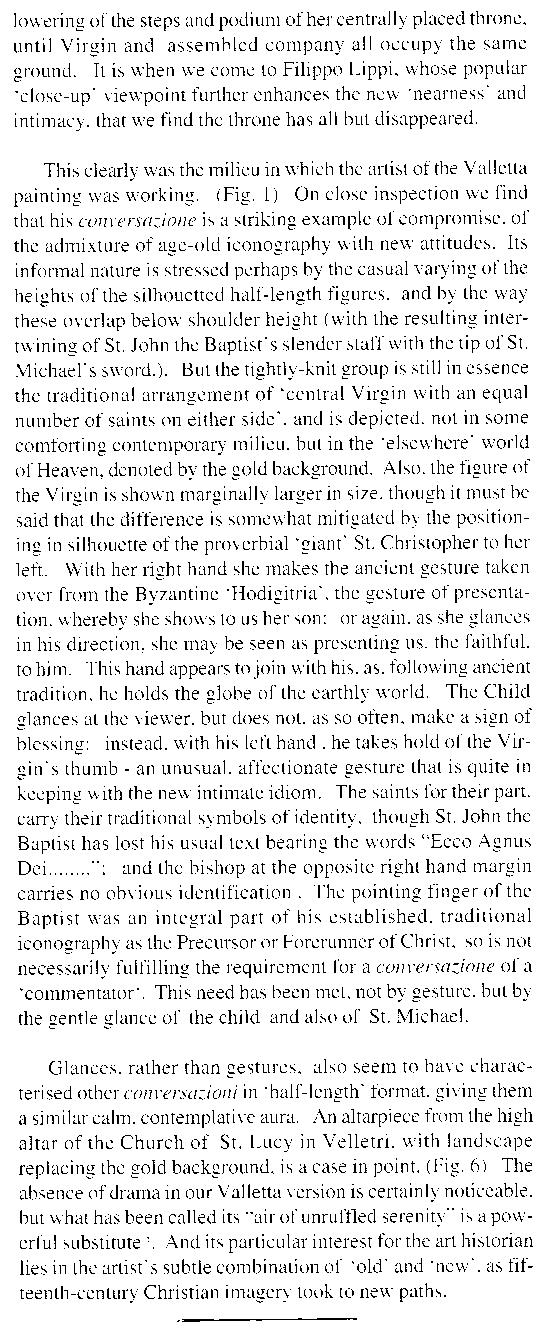 lowering of the steps and podium of her centrally placed throne,
until Virgin and assembled company all occupy the same
ground. It is when we come to Filippo Lippi, whose popular
'close-up' viewpoint further enhances the new 'nearness' and
intimacy, that we find the throne has all but disappeared.
This clearly was the milieu in which the artist of the Valletta
painting was working. (Fig. 1) On close inspection we find
that his conversazione is a striking example of compromise, of
the admixture of age-old iconography with new attitudes. Its
informal nature is stressed perhaps by the casual varying of the
heights of the silhouetted half-length figures, and by the way
these overlap below shoulder height (with the resulting inter-
twining of St. John the Baptist's slender staff with the tip of St.
Michael's sword.). But the tightly-knit group is still in essence
the traditional arrangement of 'central Virgin with an equal
number of saints on either side', and is depicted, not in some
comforting contemporary milieu, but in the 'elsewhere' world
of Heaven, denoted by the gold background. Also, the figure of
the Virgin is shown marginally larger in size, though it must be
said that the difference is somewhat mitigated by the position-
ing in silhouette of the proverbial 'giant' St. Christopher to her
left. With her right hand she makes the ancient gesture taken
over from the Byzantine 'Hodigitria', the gesture of presenta-
tion, whereby she shows to us her son; or again, as she glances
in his direction, she may be seen as presenting us, the faithful,
to him. This hand appears to join with his, as, following ancient
tradition, he holds the globe of the earthly world. The Child
glances at the viewer, but does not, as so often, make a sign of
blessing; instead, with his left hand , he takes hold of the Vir-
gin's thumb - an unusual, affectionate gesture that is quite in
keeping with the new intimate idiom. The saints for their part,
carry their traditional symbols of identity, though St. John the
Baptist has lost his usual text bearing the words "Ecco Agnus
Dei........"; and the bishop at the opposite right hand margin
carries no obvious identification . The pointing finger of the
Baptist was an integral part of his established, traditional
iconography as the Precursor or Forerunner of Christ, so is not
necessarily fulfilling the requirement for a conversazione of a
'commentator'. This need has been met, not by gesture, but by
the gentle glance of the child and also of St. Michael.
Glances, rather than gestures, also seem to have charac-
terised other conversazioni in 'half-length' format, giving them
a similar calm, contemplative aura. An altarpiece from the high
altar of the Church of St. Lucy in Velletri, with landscape
replacing the gold background, is a case in point, (Fig. 6) The
absence of drama in our Valletta version is certainly noticeable,
but what has been called its "air of unruffled serenity" is a pow-
erful substitute . And its particular interest for the art historian
lies in the artist's subtle combination of 'old' and 'new', as fif-
teenth-century Christian imagery took to new paths.